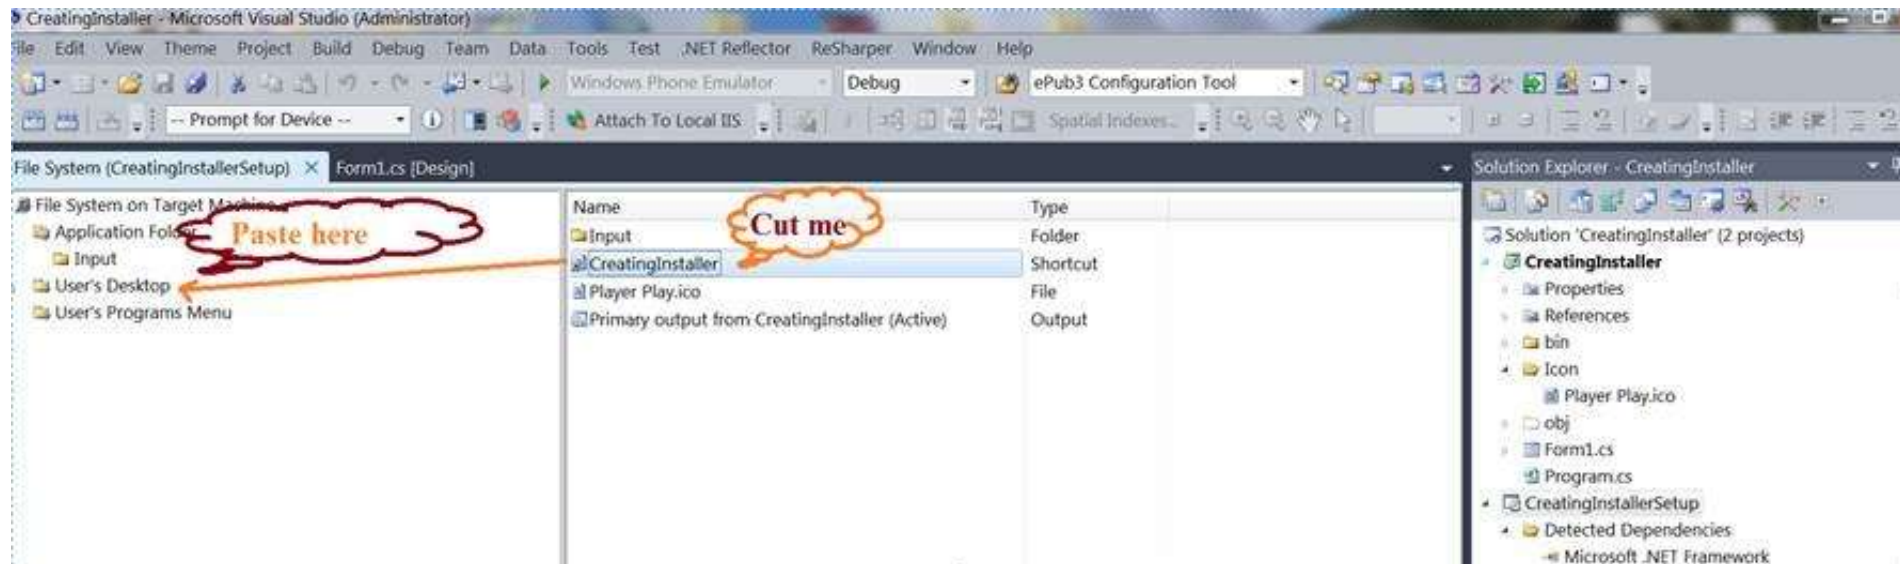 CreatingInstaller - Microsoft Visual Studio (Administrator)
File Edit View Theme Project Build Debug Team Data Tools Test .NET Reflector ReSharper Window Help
Windows Phone Emulator Debug ePub3 Configuration Tool
-- Prompt for Device -- Attach To Local IIS Spatial Indexes...
File System (CreatingInstallerSetup) Form1.cs [Design]
Solution Explorer - CreatingInstaller
File System on Target Machine
Application Folder
Input
User's Desktop
User's Programs Menu
Paste here
Name Type
Input Folder
CreatingInstaller Shortcut
Player Play.ico File
Primary output from CreatingInstaller (Active) Output
Cut me
Solution 'CreatingInstaller' (2 projects)
CreatingInstaller
Properties
References
bin
Icon
Player Play.ico
obj
Form1.cs
Program.cs
CreatingInstallerSetup
Detected Dependencies
Microsoft .NET Framework